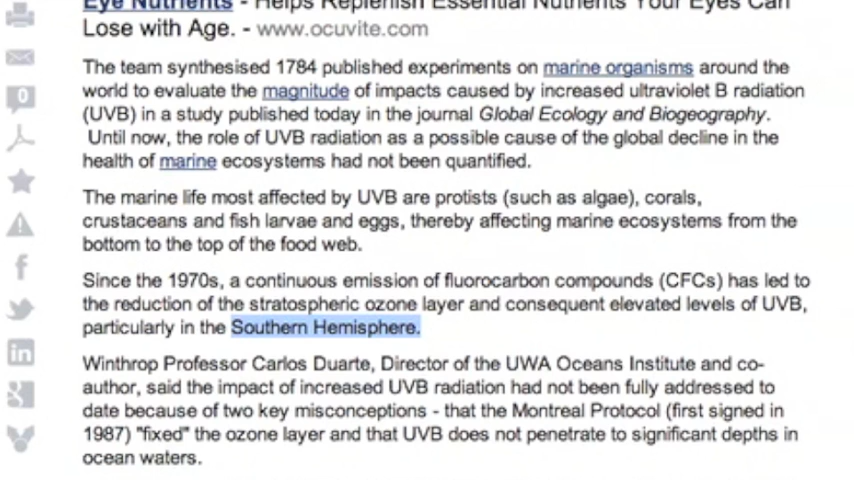 Eye Nutrients - Helps Replenish Essential Nutrients Your Eyes Can
Lose with Age. - www.ocuvite.com
The team synthesised 1784 published experiments on marine organisms around the
world to evaluate the magnitude of impacts caused by increased ultraviolet B radiation
(UVB) in a study published today in the journal Global Ecology and Biogeography.
Until now, the role of UVB radiation as a possible cause of the global decline in the
health of marine ecosystems had not been quantified.
The marine life most affected by UVB are protists (such as algae), corals,
crustaceans and fish larvae and eggs, thereby affecting marine ecosystems from the
bottom to the top of the food web.
Since the 1970s, a continuous emission of fluorocarbon compounds (CFCs) has led to
the reduction of the stratospheric ozone layer and consequent elevated levels of UVB,
particularly in the Southern Hemisphere.
Winthrop Professor Carlos Duarte, Director of the UWA Oceans Institute and co-
author, said the impact of increased UVB radiation had not been fully addressed to
date because of two key misconceptions - that the Montreal Protocol (first signed in
1987) "fixed" the ozone layer and that UVB does not penetrate to significant depths in
ocean waters.
0